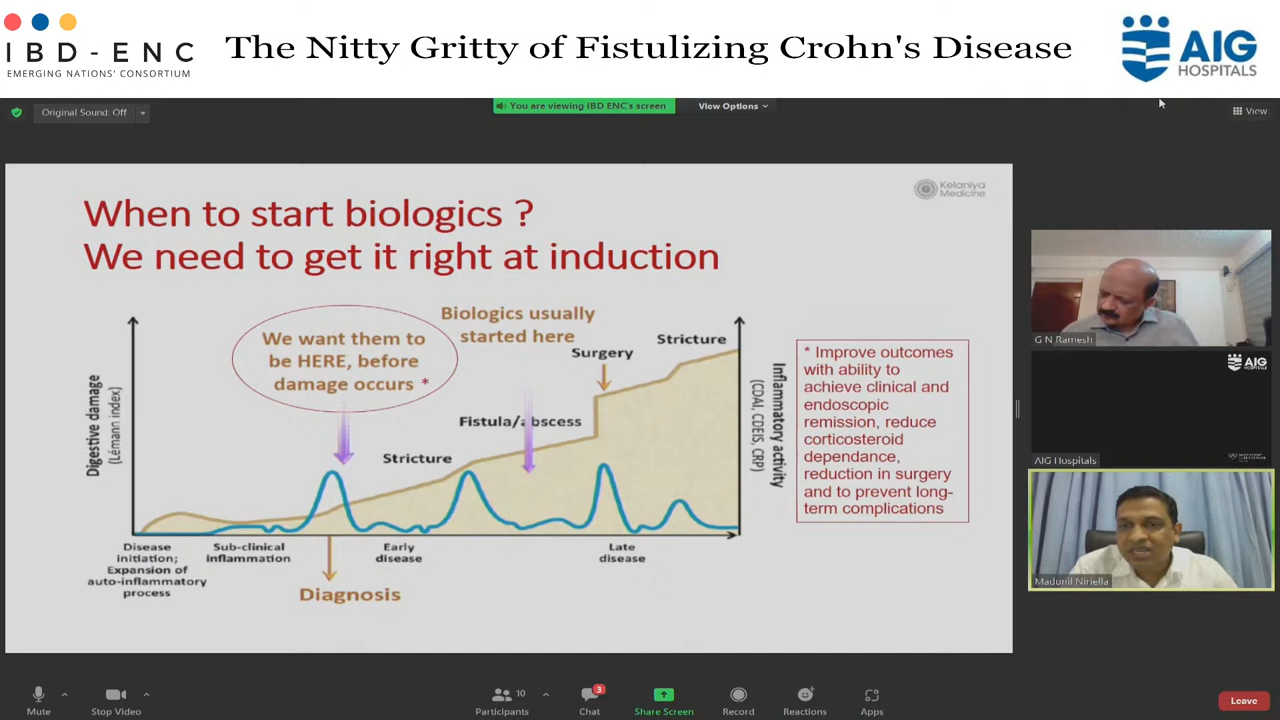 IBD-ENC
EMERGING NATIONS' CONSORTIUM
The Nitty Gritty of Fistulizing Crohn's Disease
AIG
HOSPITALS
Original Sound: Off
You are viewing IBD ENC's screen
View Options
View
Kelaniya
Medicine
When to start biologics ?
We need to get it right at induction
We want them to
be HERE, before
damage occurs *
Biologics usually
started here
Surgery
Stricture
Fistula/abscess
Stricture
Digestive damage
(Lémann index)
Inflammatory activity
(CDAI, CDEIS, CRP)
Disease
initiation;
Expansion of
auto-inflammatory
process
Sub-clinical
inflammation
Early
disease
Late
disease
Diagnosis
* Improve outcomes
with ability to
achieve clinical and
endoscopic
remission, reduce
corticosteroid
dependance,
reduction in surgery
and to prevent long-
term complications
G N Ramesh
AIG
AIG Hospitals
Madunil Niriella
Mute
Stop Video
10
Participants
3
Chat
Share Screen
Record
Reactions
Apps
Leave